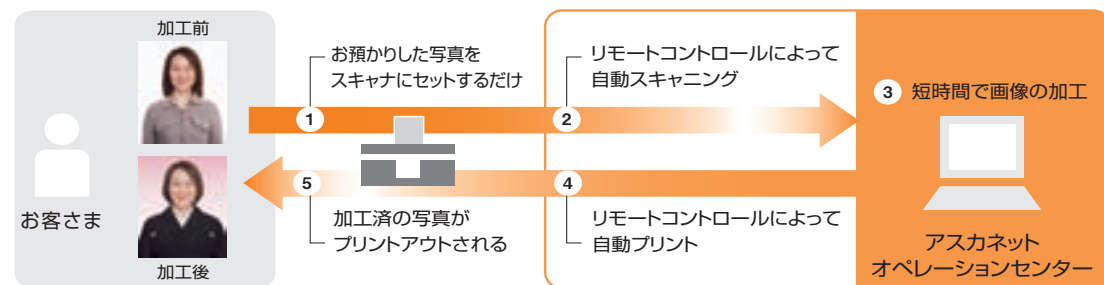 加工前
お客さま
加工後
1
お預かりした写真を
スキャナにセットするだけ
2
リモートコントロールによって
自動スキャニング
3 短時間で画像の加工
アスカネット
オペレーションセンター
4
リモートコントロールによって
自動プリント
5
加工済の写真が
プリントアウトされる